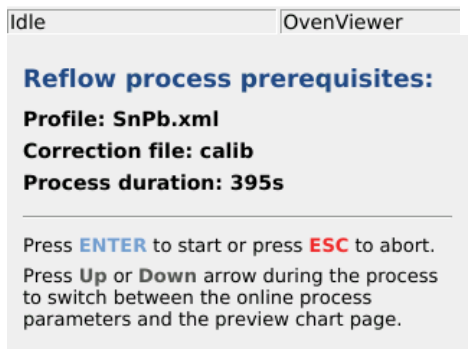 Idle OvenViewer
Reflow process prerequisites:
Profile: SnPb.xml
Correction file: calib
Process duration: 395s
Press ENTER to start or press ESC to abort.
Press Up or Down arrow during the process
to switch between the online process
parameters and the preview chart page.